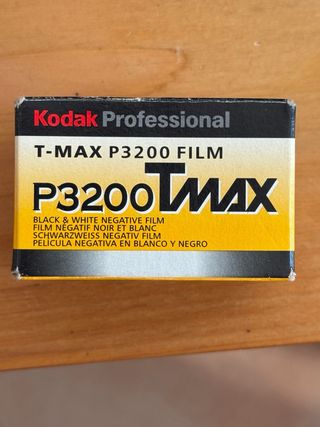 Kodak Professional
T-MAX P3200 FILM
P3200 TMAX
BLACK & WHITE NEGATIVE FILM
FILM NÉGATIF NOIR ET BLANC
SCHWARZWEISS NEGATIV FILM
PELICULA NEGATIVA EN BLANCO Y NEGRO